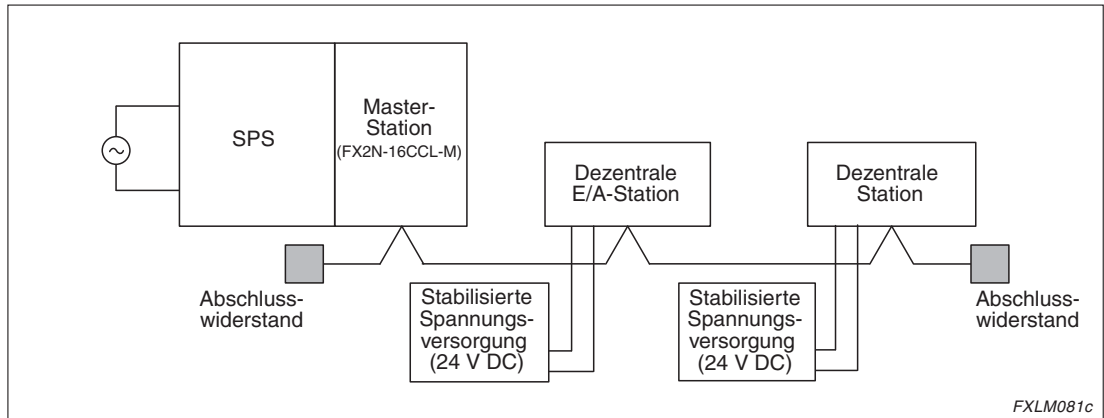 SPS
Master-
Station
(FX2N-16CCL-M)
Dezentrale
E/A-Station
Dezentrale
Station
Abschluss-
widerstand
Stabilisierte
Spannungs-
versorgung
(24 V DC)
Stabilisierte
Spannungs-
versorgung
(24 V DC)
Abschluss-
widerstand
FXLM081c